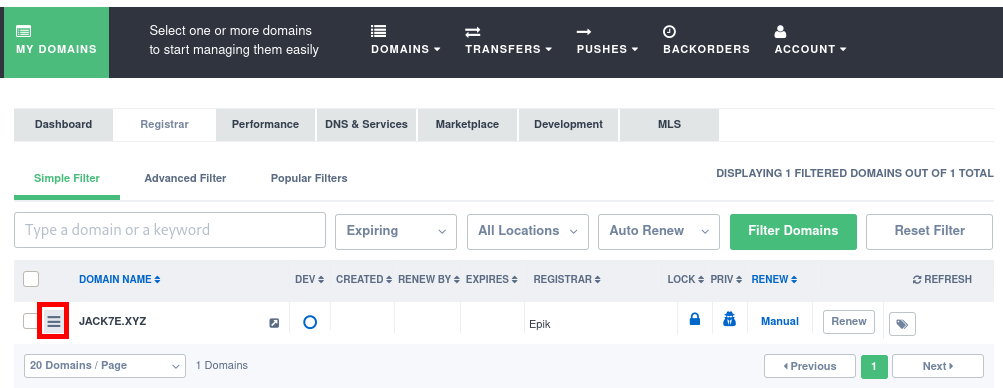 MY DOMAINS
Select one or more domains
to start managing them easily
DOMAINS
TRANSFERS
PUSHES
BACKORDERS
ACCOUNT
Dashboard
Registrar
Performance
DNS & Services
Marketplace
Development
MLS
Simple Filter
Advanced Filter
Popular Filters
DISPLAYING 1 FILTERED DOMAINS OUT OF 1 TOTAL
Type a domain or a keyword
Expiring
All Locations
Auto Renew
Filter Domains
Reset Filter
DOMAIN NAME
DEV
CREATED
RENEW BY
EXPIRES
REGISTRAR
LOCK
PRIV
RENEW
REFRESH
JACK7E.XYZ
Epik
Manual
Renew
20 Domains / Page
1 Domains
Previous
1
Next